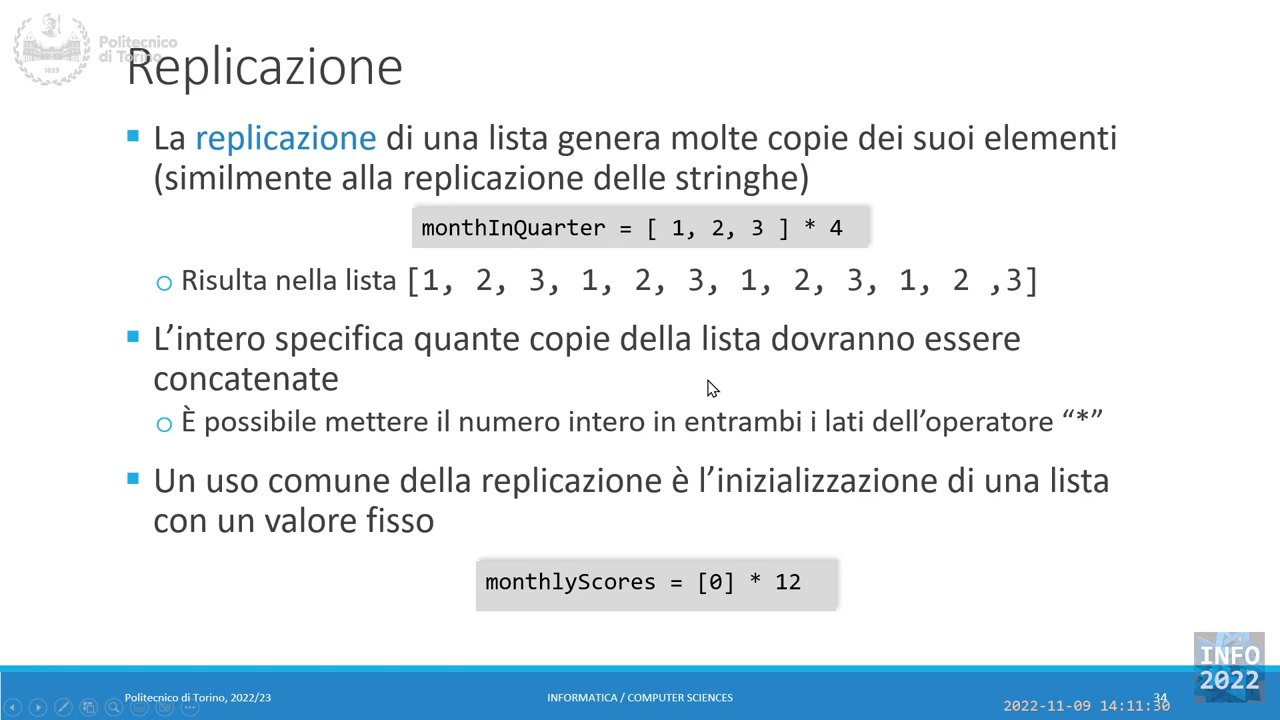 Politecnico
di Torino
1859
Replicazione
La replicazione di una lista genera molte copie dei suoi elementi
(similmente alla replicazione delle stringhe)
monthInQuarter = [ 1, 2, 3 ] * 4
Risulta nella lista [1, 2, 3, 1, 2, 3, 1, 2, 3, 1, 2 ,3]
L’intero specifica quante copie della lista dovranno essere
concatenate
È possibile mettere il numero intero in entrambi i lati dell’operatore “*”
Un uso comune della replicazione è l’inizializzazione di una lista
con un valore fisso
monthlyScores = [0] * 12
INFO
2022
Politecnico di Torino, 2022/23
INFORMATICA / COMPUTER SCIENCES
34
2022-11-09 14:11:30